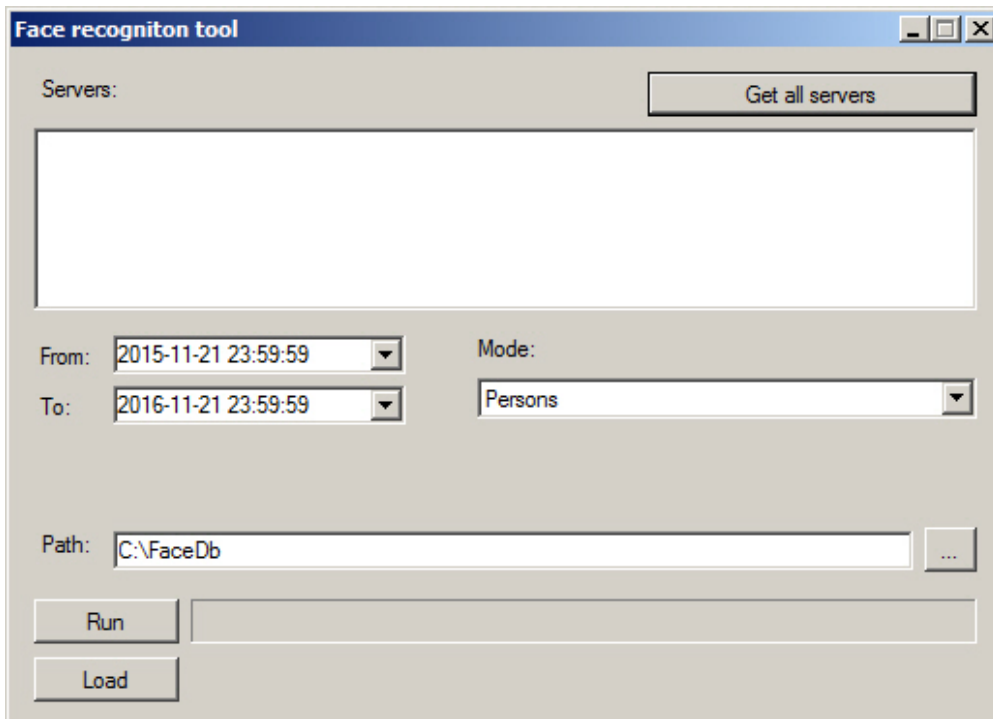 Face recogniton tool
Servers:
Get all servers
From:
2015-11-21 23:59:59
Mode:
To:
2016-11-21 23:59:59
Persons
Path:
C:\FaceDb
...
Run
Load